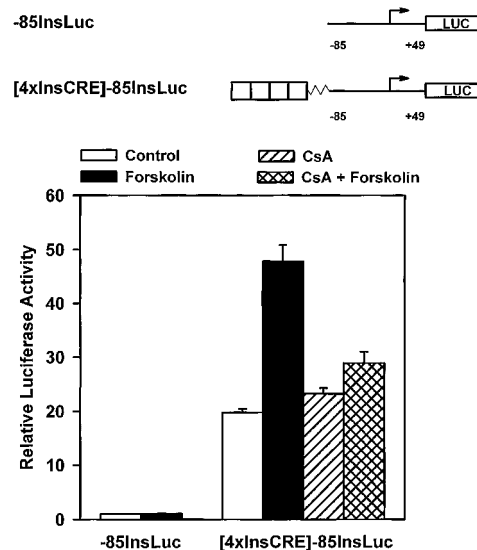 -85InsLuc
LUC
-85 +49
[4xInsCRE]-85InsLuc
LUC
-85 +49
Control CsA
Forskolin CsA + Forskolin
Relative Luciferase Activity
60
50
40
30
20
10
0
-85InsLuc [4xInsCRE]-85InsLuc